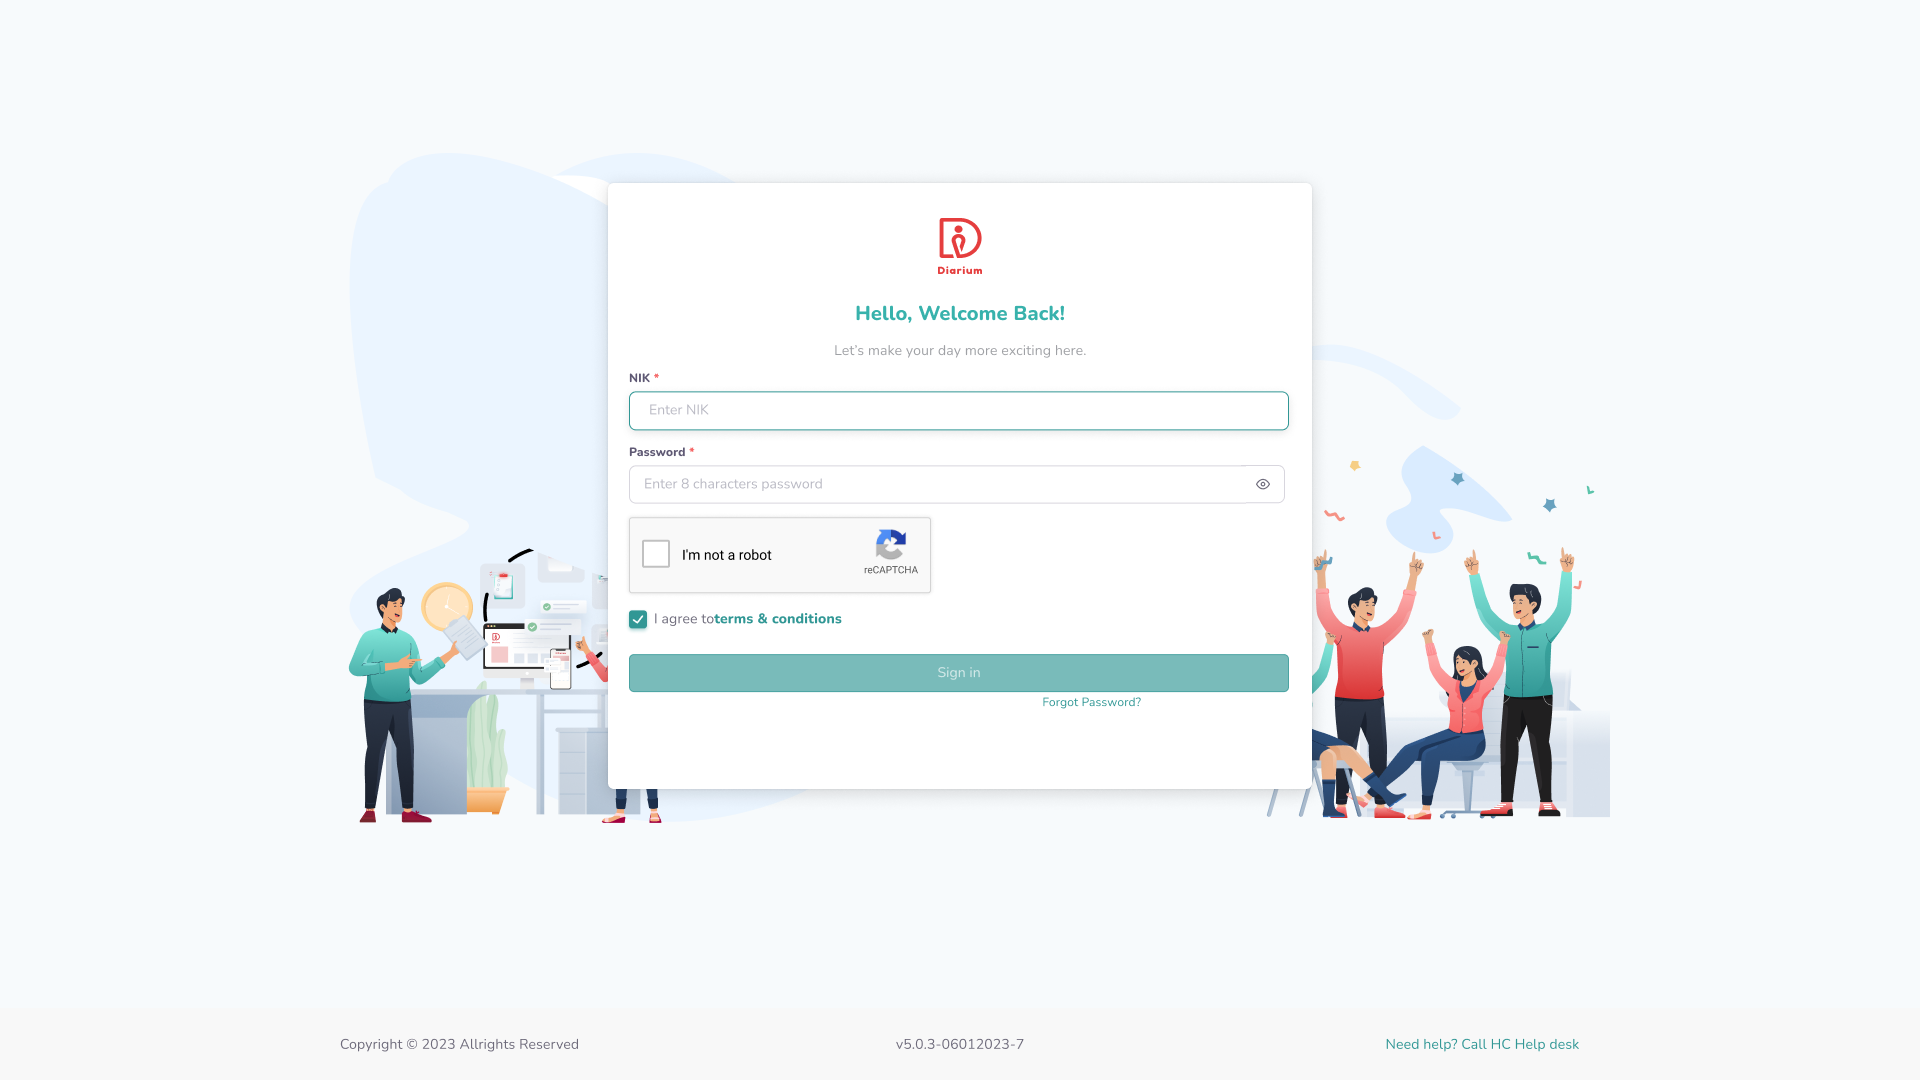 Diarium
Hello, Welcome Back!
Let's make your day more exciting here.
NIK *
Enter NIK
Password *
Enter 8 characters password
I'm not a robot
reCAPTCHA
I agree toterms & conditions
Sign in
Forgot Password?
Copyright © 2023 Allrights Reserved
v5.0.3-06012023-7
Need help? Call HC Help desk